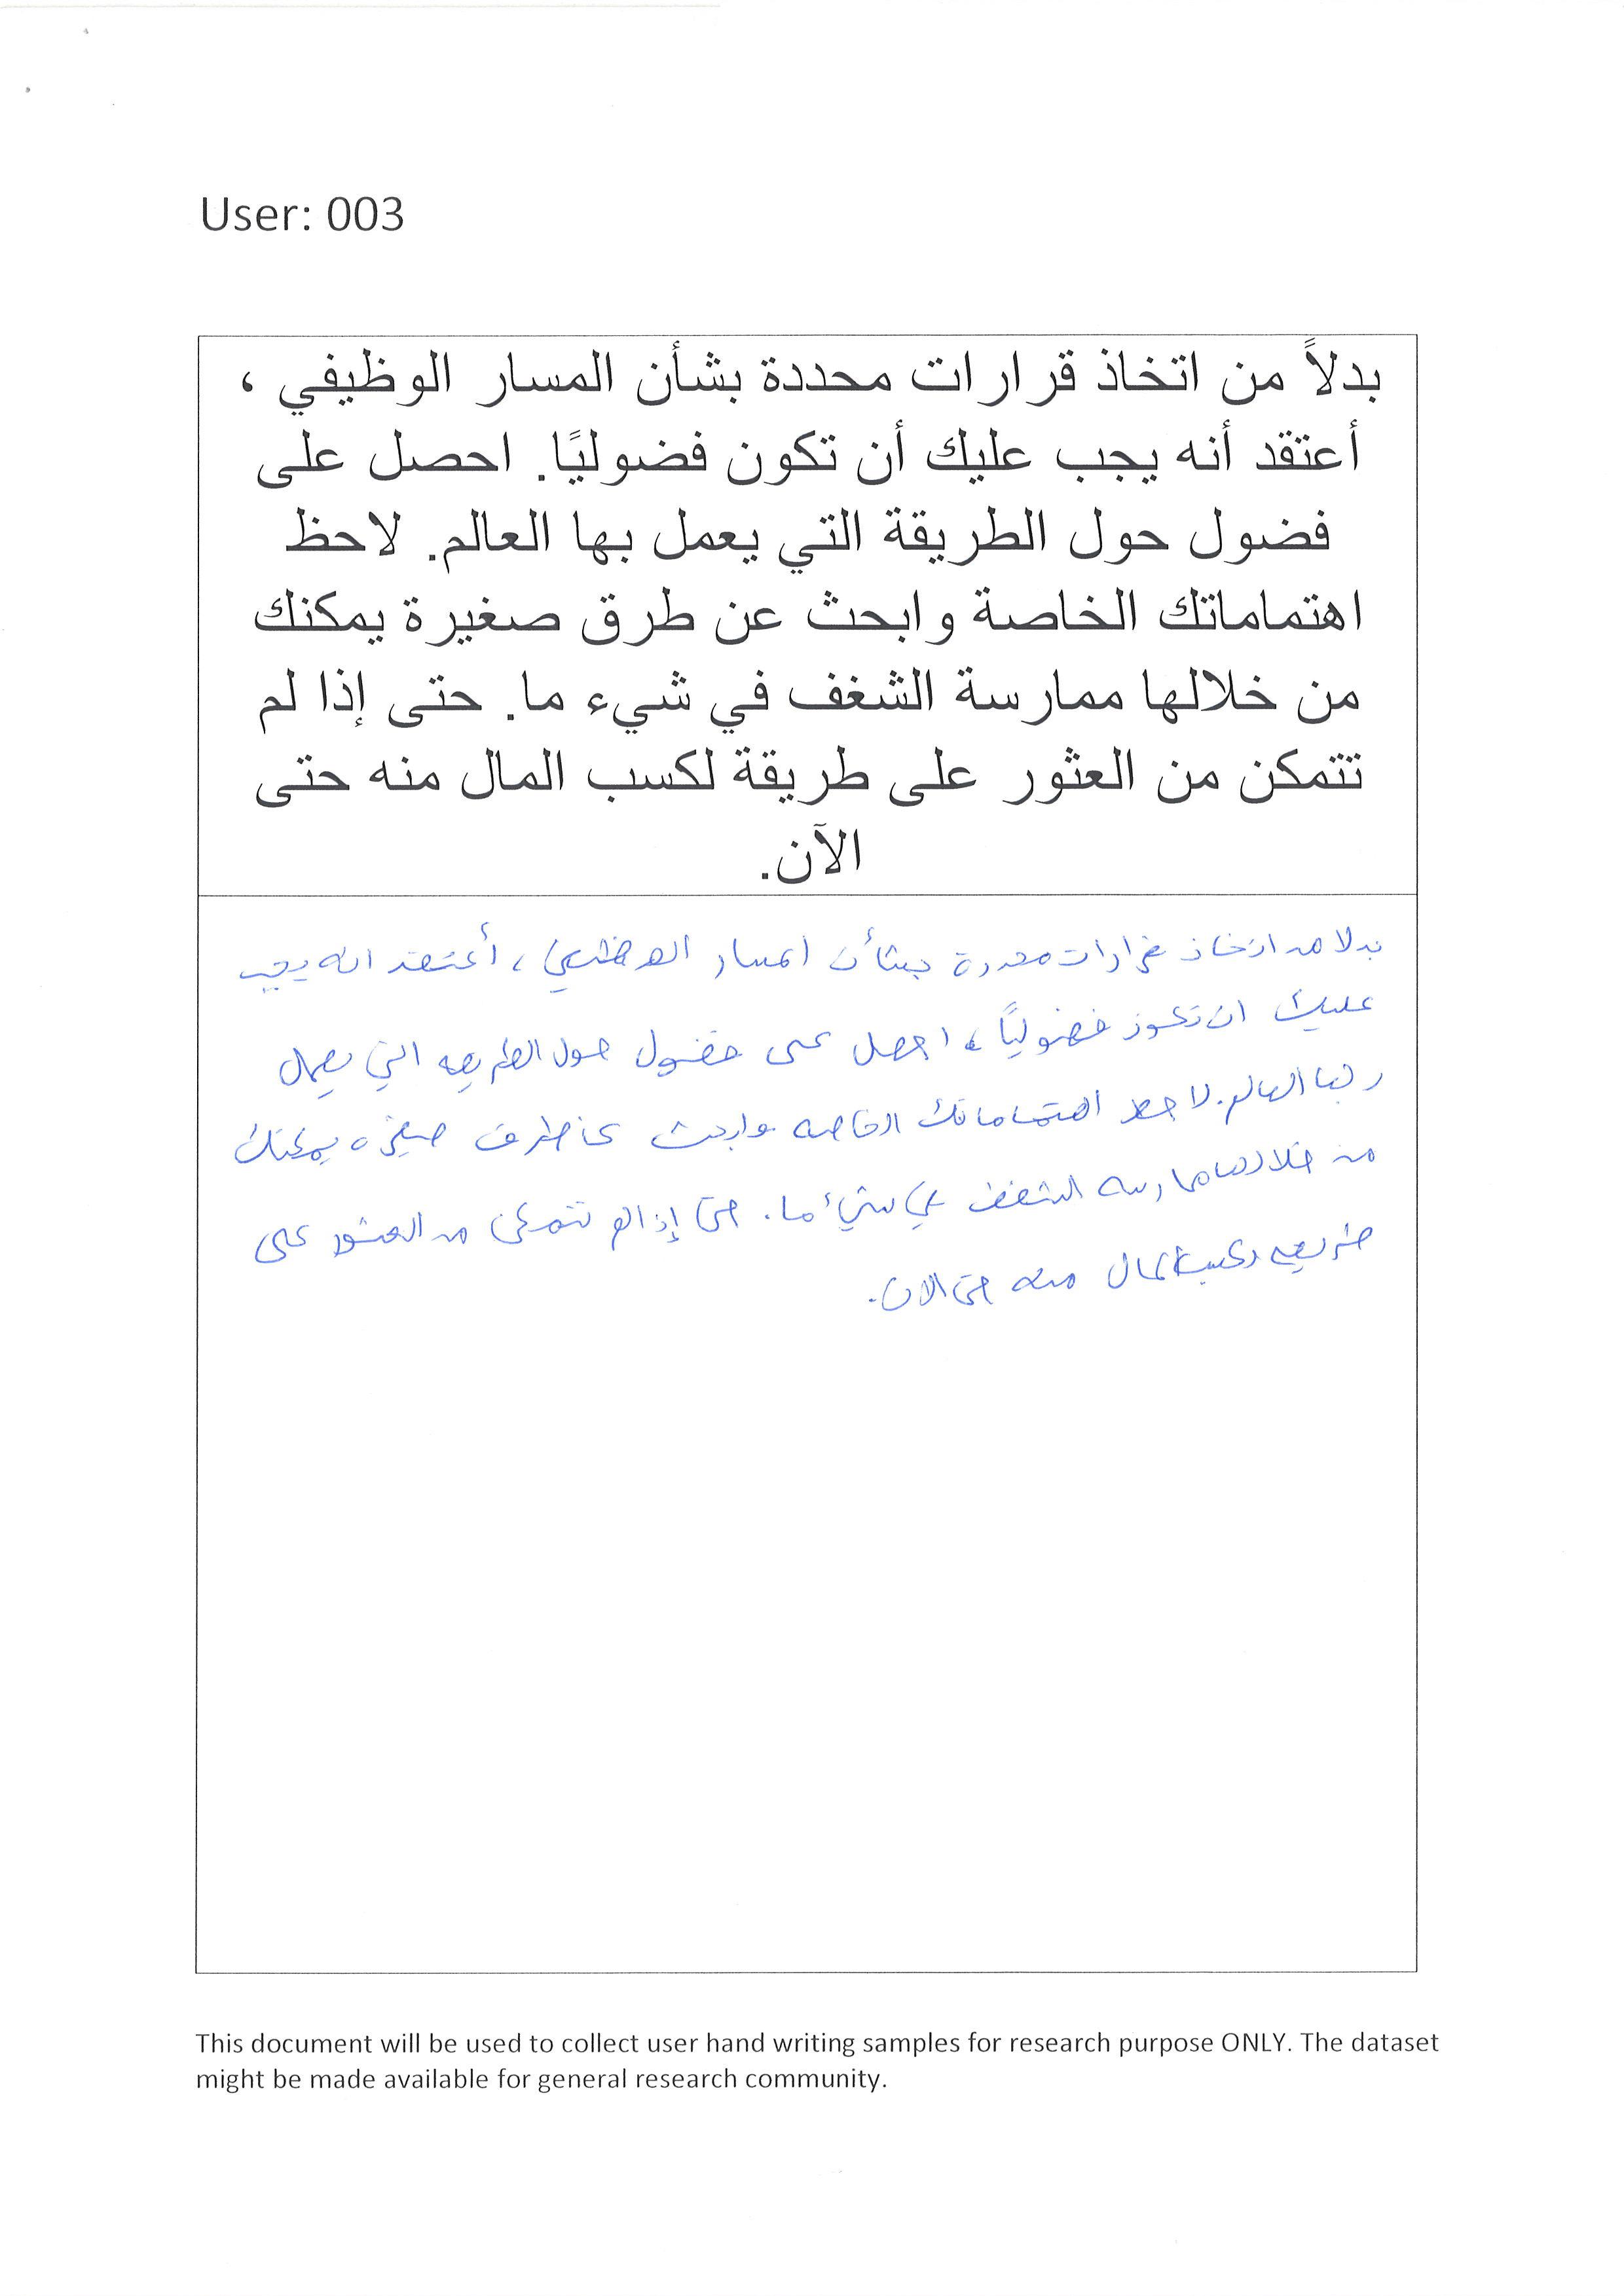 User: 003
بدلاً من اتخاذ قرارات محددة بشأن المسار الوظيفي ،
أعتقد أنه يجب عليك أن تكون فضوليًا. احصل على
فضول حول الطريقة التي يعمل بها العالم. لاحظ
اهتماماتك الخاصة وابحث عن طرق صغيرة يمكنك
من خلالها ممارسة الشغف في شيء ما. حتى إذا لم
تتمكن من العثور على طريقة لكسب المال منه حتى
الآن.
بدلا من اتخاذ قرارات محددة بشأن المسار الوظيفي ، أعتقد انه يجب
عليك ان تكون فضوليًا ، احصل على فضول حول الطريقه التي يعمل
بها العالم. لاحظ اهتماماتك الخاصه وابحث عن طرق صغيره يمكنك
من خلالها ممارسه الشغف في شيء ما. حتى إذا لم تتمكن من العثور على
طريقه لكسب المال منه حتى الان.
This document will be used to collect user hand writing samples for research purpose ONLY. The dataset
might be made available for general research community.